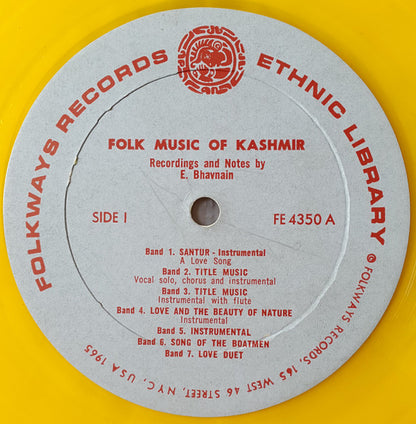 FOLKWAYS RECORDS ETHNIC LIBRARY
FOLK MUSIC OF KASHMIR
Recordings and Notes by
E. Bhavnain
SIDE I
FE 4350 A
Band 1. SANTUR - Instrumental
A Love Song
Band 2. TITLE MUSIC
Vocal solo, chorus and instrumental
Band 3. TITLE MUSIC
Instrumental with flute
Band 4. LOVE AND THE BEAUTY OF NATURE
Instrumental
Band 5. INSTRUMENTAL
Band 6. SONG OF THE BOATMEN
Band 7. LOVE DUET
℗ FOLKWAYS RECORDS, 165 WEST 46 STREET, NYC, USA 1965